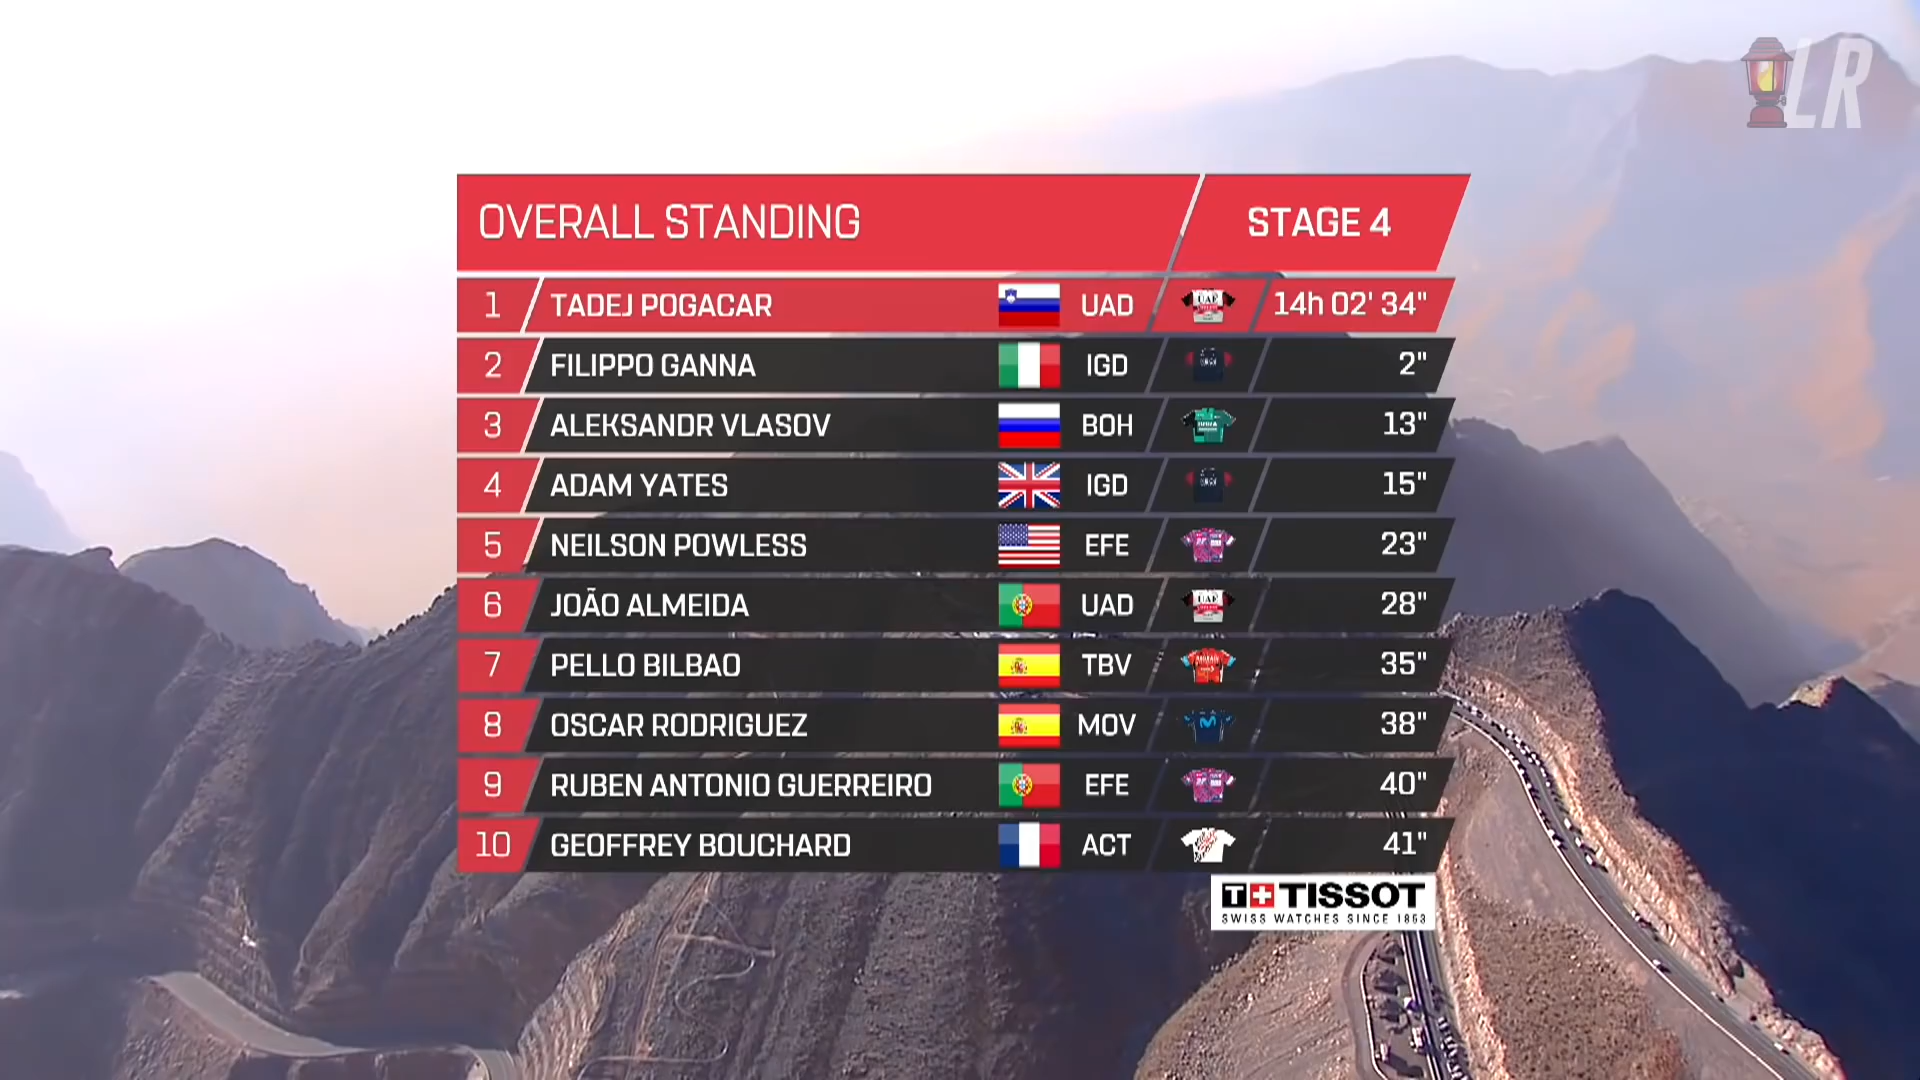 LR
OVERALL STANDING STAGE 4
1 TADEJ POGACAR UAD UAE 14h 02' 34"
2 FILIPPO GANNA IGD 2"
3 ALEKSANDR VLASOV BOH 13"
4 ADAM YATES IGD 15"
5 NEILSON POWLESS EFE 23"
6 JOÃO ALMEIDA UAD UAE 28"
7 PELLO BILBAO TBV 35"
8 OSCAR RODRIGUEZ MOV 38"
9 RUBEN ANTONIO GUERREIRO EFE 40"
10 GEOFFREY BOUCHARD ACT 41"
T+ TISSOT
SWISS WATCHES SINCE 1853